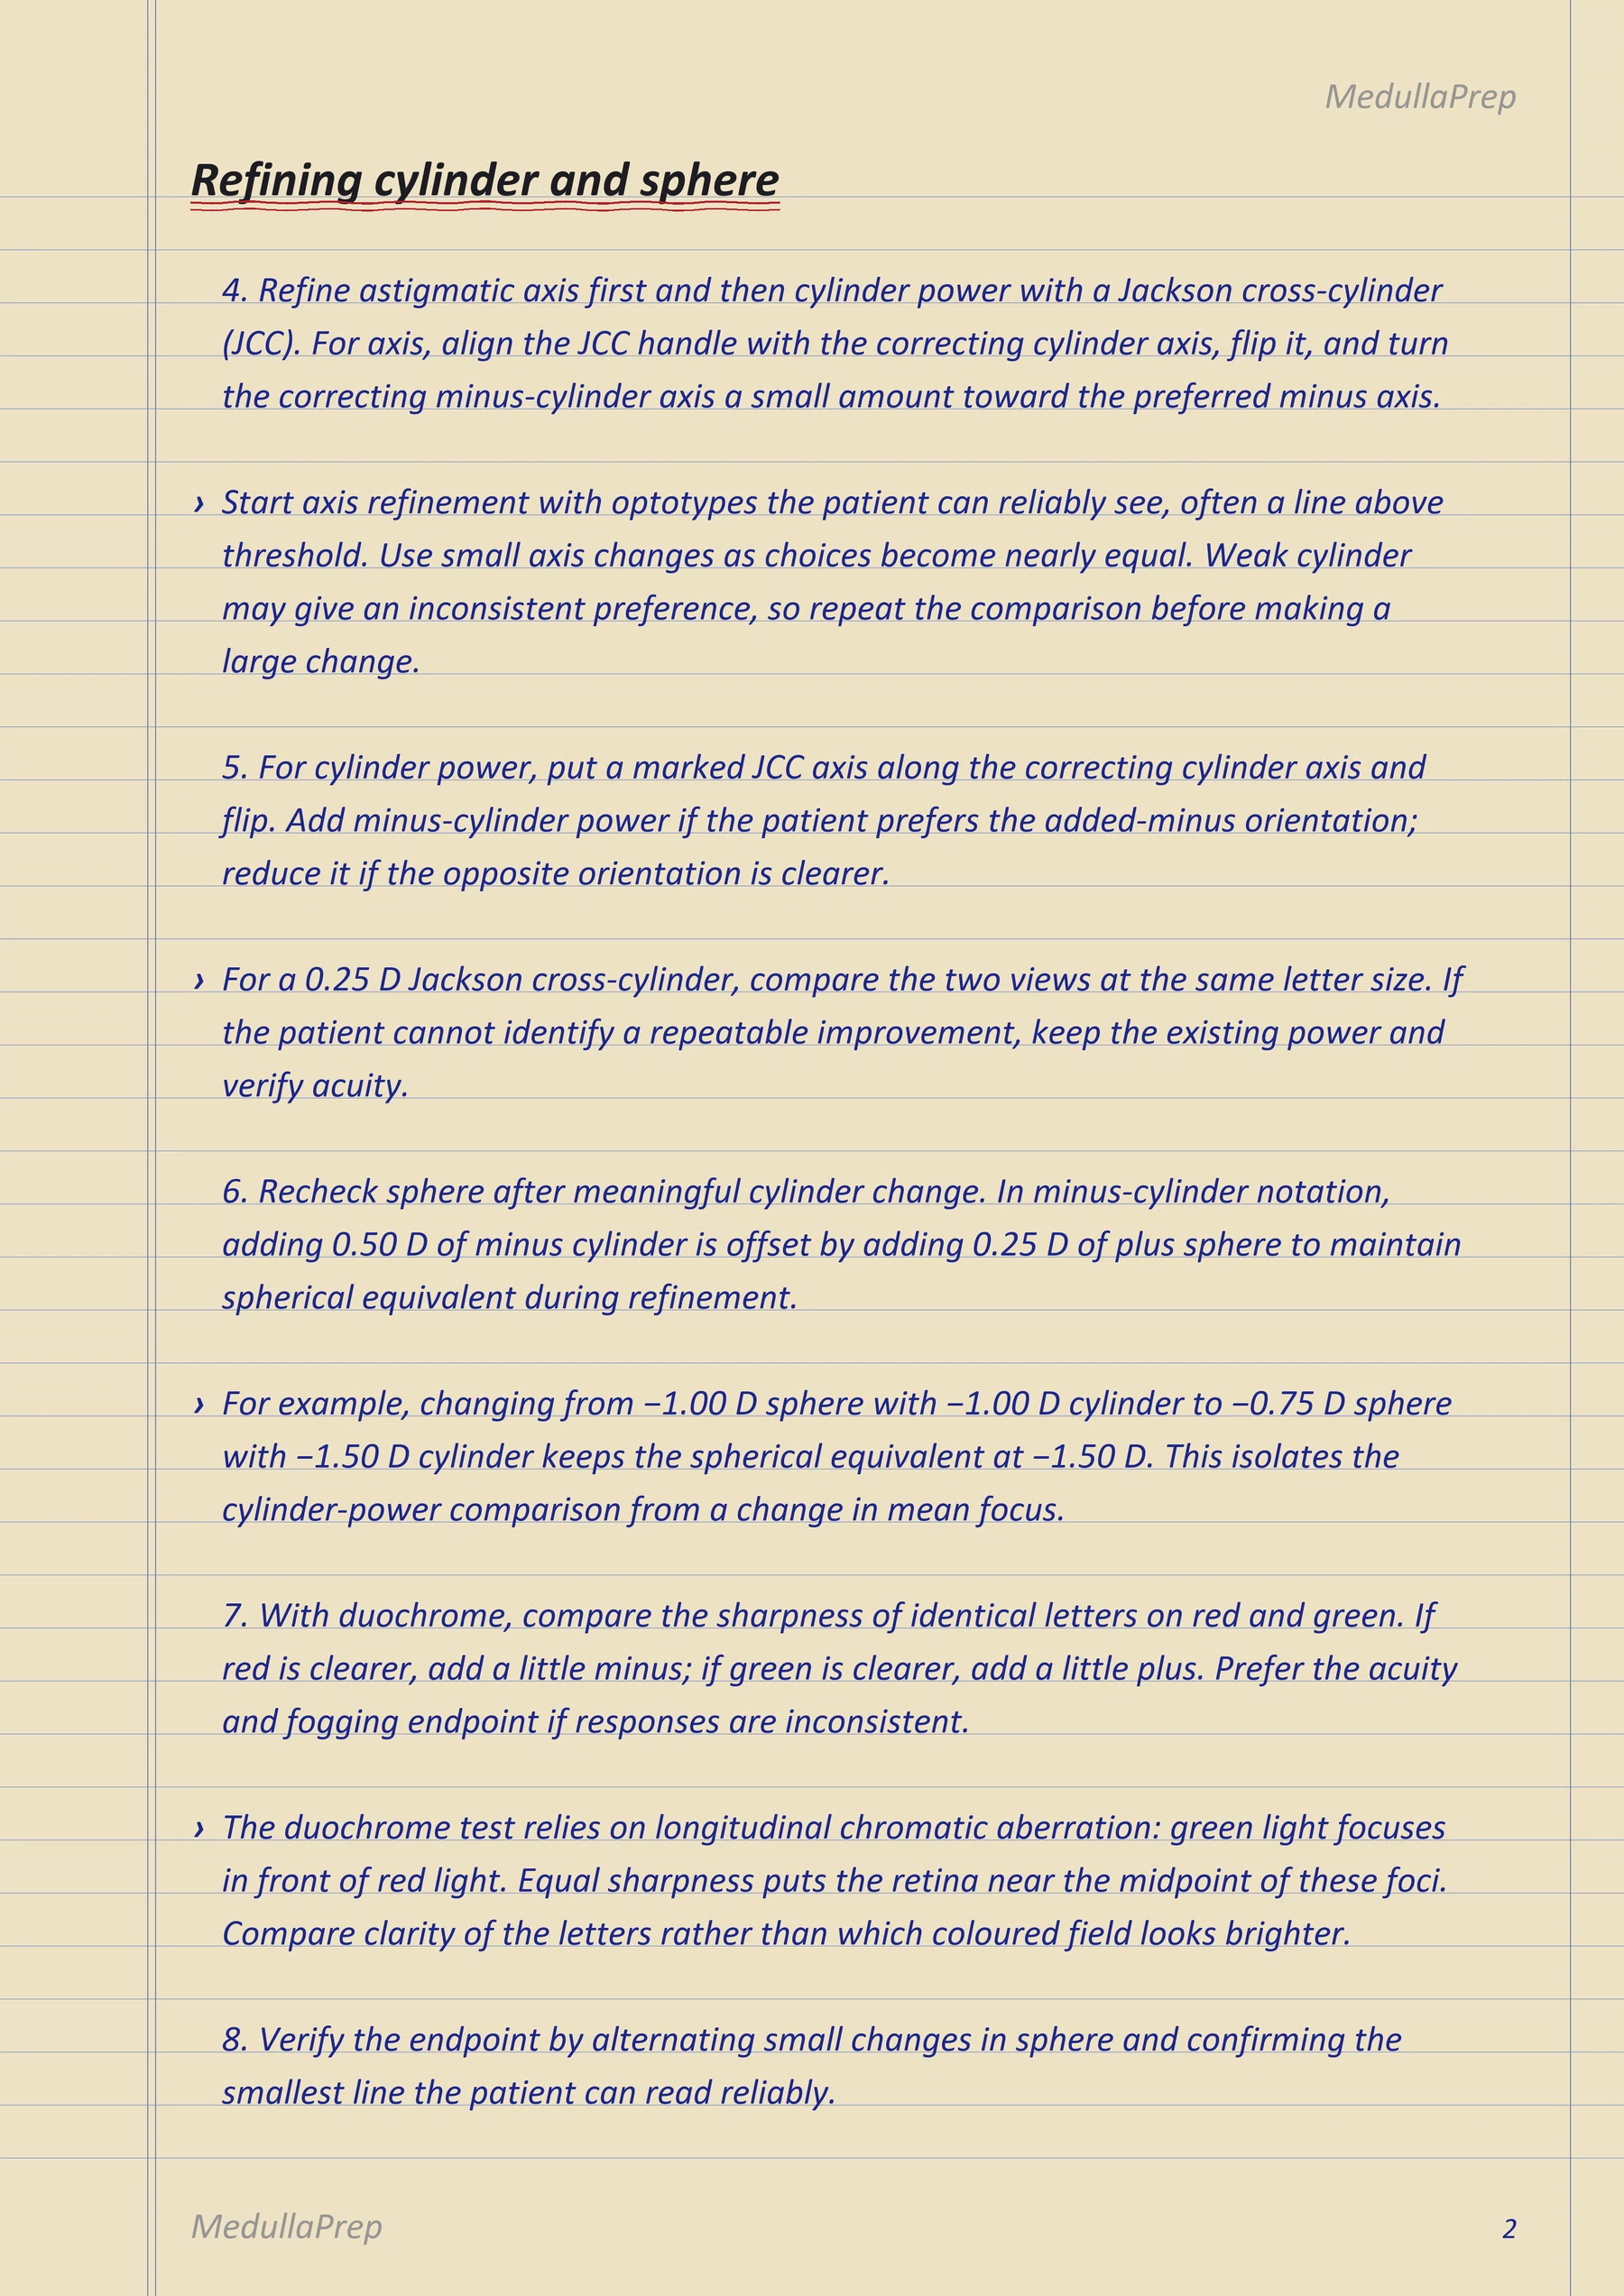 MedullaPrep
Refining cylinder and sphere
4. Refine astigmatic axis first and then cylinder power with a Jackson cross-cylinder
(JCC). For axis, align the JCC handle with the correcting cylinder axis, flip it, and turn
the correcting minus-cylinder axis a small amount toward the preferred minus axis.
› Start axis refinement with optotypes the patient can reliably see, often a line above
threshold. Use small axis changes as choices become nearly equal. Weak cylinder
may give an inconsistent preference, so repeat the comparison before making a
large change.
5. For cylinder power, put a marked JCC axis along the correcting cylinder axis and
flip. Add minus-cylinder power if the patient prefers the added-minus orientation;
reduce it if the opposite orientation is clearer.
› For a 0.25 D Jackson cross-cylinder, compare the two views at the same letter size. If
the patient cannot identify a repeatable improvement, keep the existing power and
verify acuity.
6. Recheck sphere after meaningful cylinder change. In minus-cylinder notation,
adding 0.50 D of minus cylinder is offset by adding 0.25 D of plus sphere to maintain
spherical equivalent during refinement.
› For example, changing from −1.00 D sphere with −1.00 D cylinder to −0.75 D sphere
with −1.50 D cylinder keeps the spherical equivalent at −1.50 D. This isolates the
cylinder-power comparison from a change in mean focus.
7. With duochrome, compare the sharpness of identical letters on red and green. If
red is clearer, add a little minus; if green is clearer, add a little plus. Prefer the acuity
and fogging endpoint if responses are inconsistent.
› The duochrome test relies on longitudinal chromatic aberration: green light focuses
in front of red light. Equal sharpness puts the retina near the midpoint of these foci.
Compare clarity of the letters rather than which coloured field looks brighter.
8. Verify the endpoint by alternating small changes in sphere and confirming the
smallest line the patient can read reliably.
MedullaPrep
2